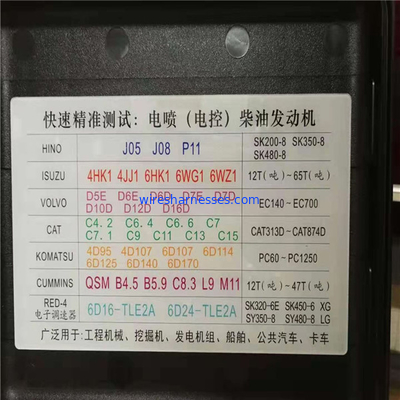 快速精准测试：电喷（电控）柴油发动机
HINO J05 J08 P11 SK200-8 SK350-8
SK480-8
ISUZU 4HK1 4JJ1 6HK1 6WG1 6WZ1 12T(吨)~65T(吨)
VOLVO D5E D6E D6D D7E D7D
D10D D12D D16D EC140-EC700
wiresharnesses.com
CAT C4.2 C6.4 C6.6 C7
C7.1 C9 C11 C13 C15 CAT313D-CAT874D
KOMATSU 4D95 4D107 6D107 6D114
6D125 6D140 6D170 PC60-PC1250
CUMMINS QSM B4.5 B5.9 C8.3 L9 M11 12T(吨)~47T(吨)
RED-4
电子调速器 6D16-TLE2A 6D24-TLE2A SK320-6E SK450-6 XG
SY350-8 SY480-8 LG
广泛用于：工程机械、挖掘机、发电机组、船舶、公共汽车、卡车